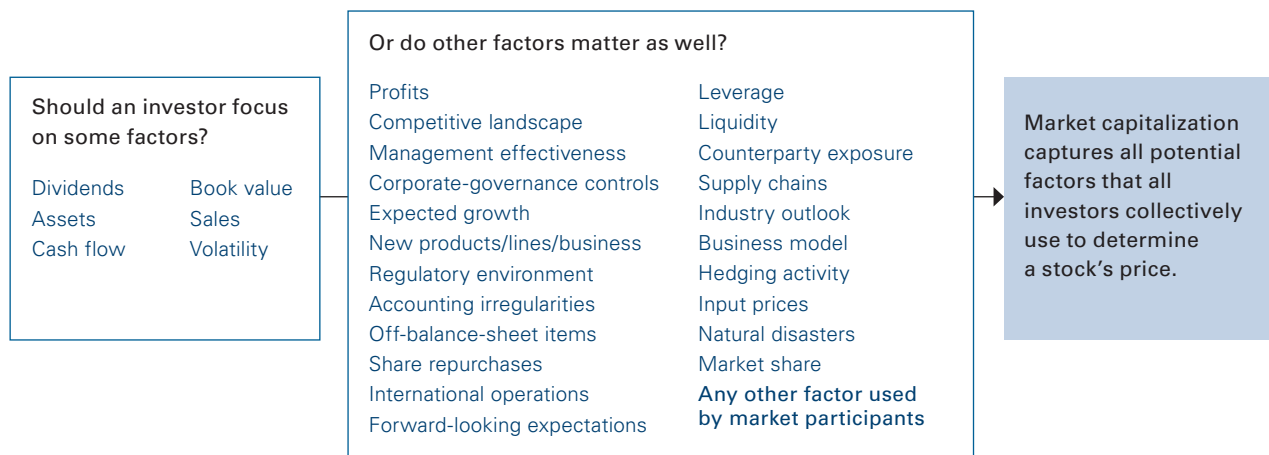 Should an investor focus
on some factors?
Dividends
Assets
Cash flow
Book value
Sales
Volatility
Or do other factors matter as well?
Profits
Competitive landscape
Management effectiveness
Corporate-governance controls
Expected growth
New products/lines/business
Regulatory environment
Accounting irregularities
Off-balance-sheet items
Share repurchases
International operations
Forward-looking expectations
Leverage
Liquidity
Counterparty exposure
Supply chains
Industry outlook
Business model
Hedging activity
Input prices
Natural disasters
Market share
Any other factor used
by market participants
Market capitalization
captures all potential
factors that all
investors collectively
use to determine
a stock’s price.